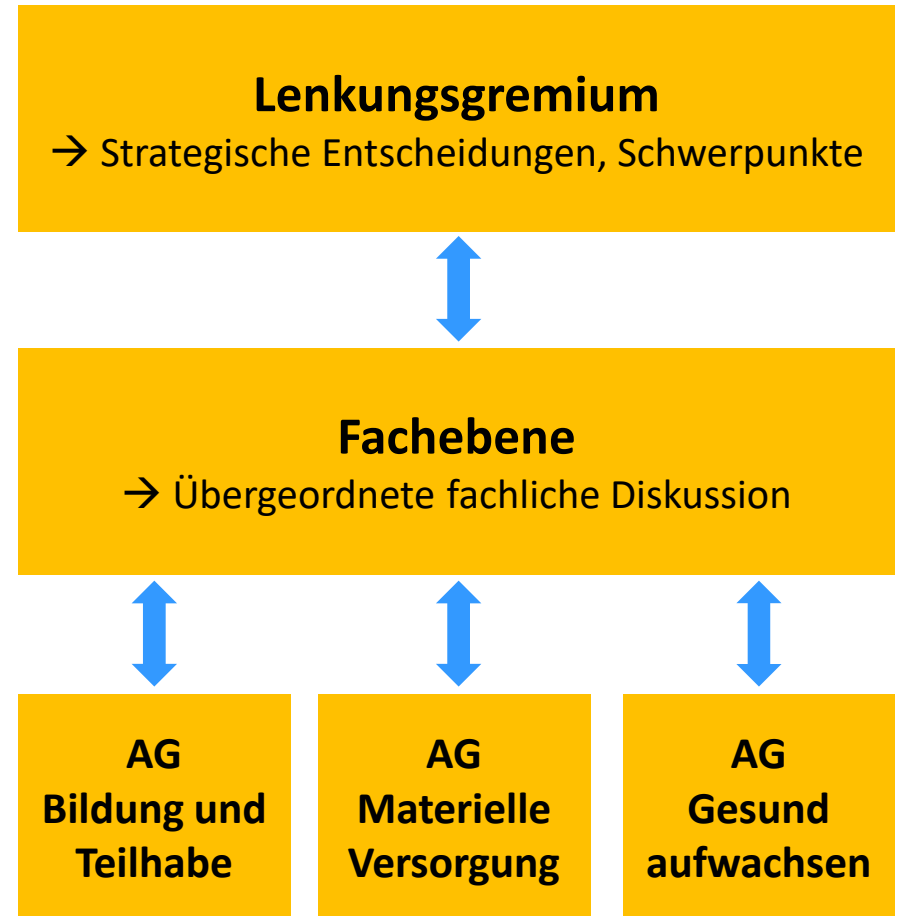 Lenkungsgremium
→ Strategische Entscheidungen, Schwerpunkte
Fachebene
→ Übergeordnete fachliche Diskussion
AG
Bildung und
Teilhabe
AG
Materielle
Versorgung
AG
Gesund
aufwachsen